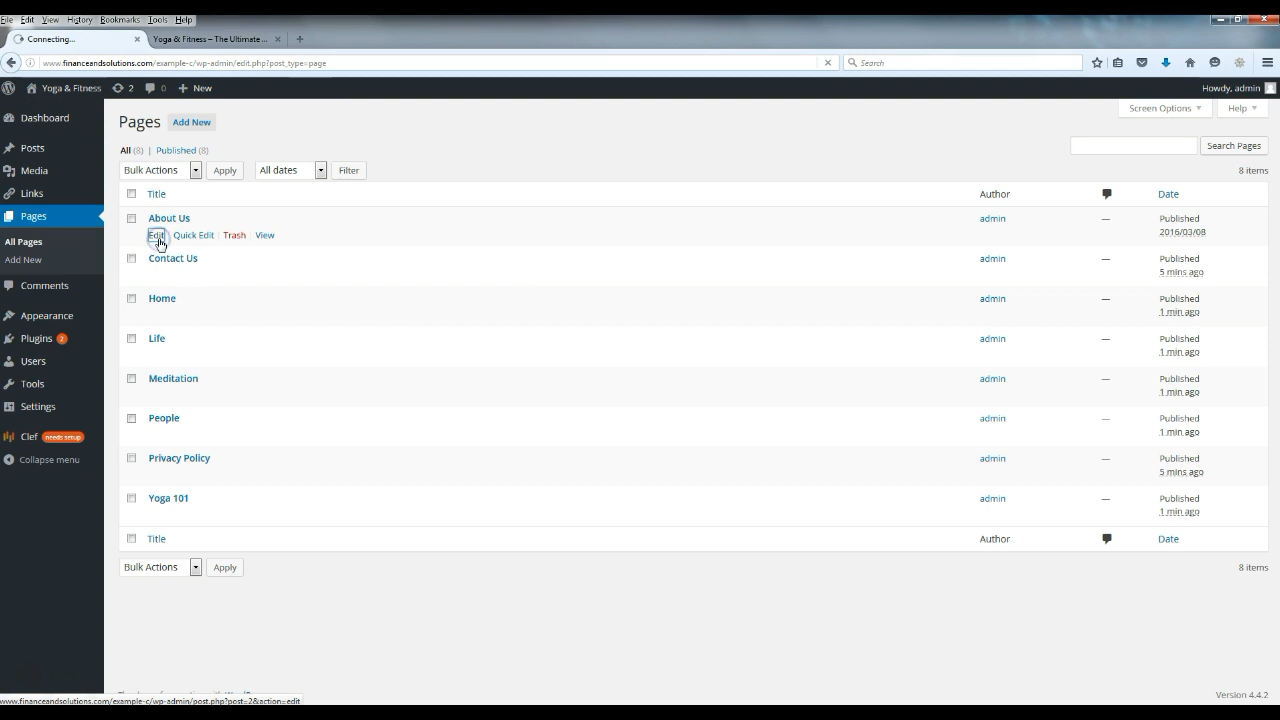 File Edit View History Bookmarks Tools Help
Connecting... Yoga & Fitness – The Ultimate ...
www.financeandsolutions.com/example-c/wp-admin/edit.php?post_type=page Search
Yoga & Fitness 2 0 New Howdy, admin
Screen Options Help
Dashboard
Posts
Media
Links
Pages
All Pages
Add New
Comments
Appearance
Plugins 2
Users
Tools
Settings
Clef needs setup
Collapse menu
Pages Add New
All (8) | Published (8)
Search Pages
Bulk Actions Apply All dates Filter 8 items
Title Author Date
About Us admin — Published
Edit | Quick Edit | Trash | View 2016/03/08
Contact Us admin — Published
5 mins ago
Home admin — Published
1 min ago
Life admin — Published
1 min ago
Meditation admin — Published
1 min ago
People admin — Published
1 min ago
Privacy Policy admin — Published
5 mins ago
Yoga 101 admin — Published
1 min ago
Title Author Date
Bulk Actions Apply 8 items
Version 4.4.2
www.financeandsolutions.com/example-c/wp-admin/post.php?post=2&action=edit